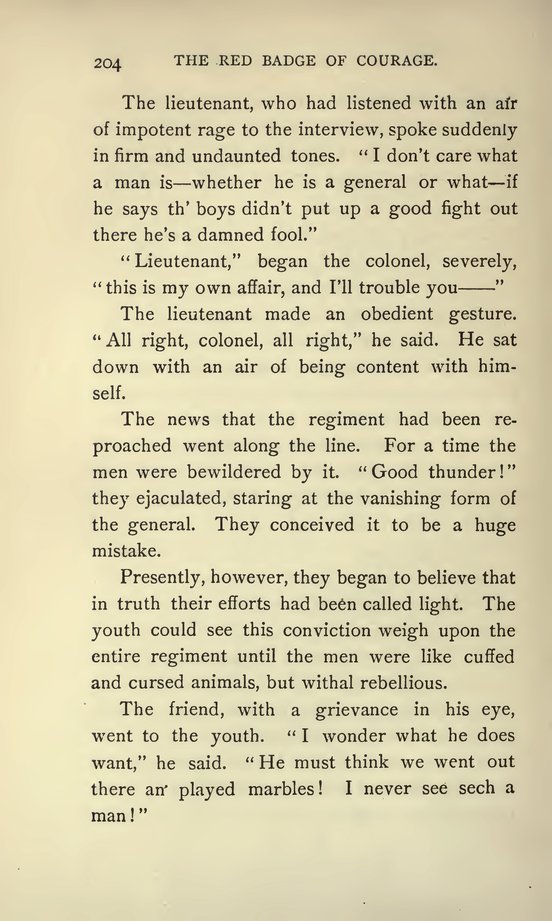 204 THE RED BADGE OF COURAGE.
The lieutenant, who had listened with an air
of impotent rage to the interview, spoke suddenly
in firm and undaunted tones. "I don't care what
a man is—whether he is a general or what—if
he says th' boys didn't put up a good fight out
there he's a damned fool."
"Lieutenant," began the colonel, severely,
"this is my own affair, and I'll trouble you——"
The lieutenant made an obedient gesture.
"All right, colonel, all right," he said. He sat
down with an air of being content with him-
self.
The news that the regiment had been re-
proached went along the line. For a time the
men were bewildered by it. "Good thunder!"
they ejaculated, staring at the vanishing form of
the general. They conceived it to be a huge
mistake.
Presently, however, they began to believe that
in truth their efforts had been called light. The
youth could see this conviction weigh upon the
entire regiment until the men were like cuffed
and cursed animals, but withal rebellious.
The friend, with a grievance in his eye,
went to the youth. "I wonder what he does
want," he said. "He must think we went out
there an' played marbles! I never see sech a
man!"